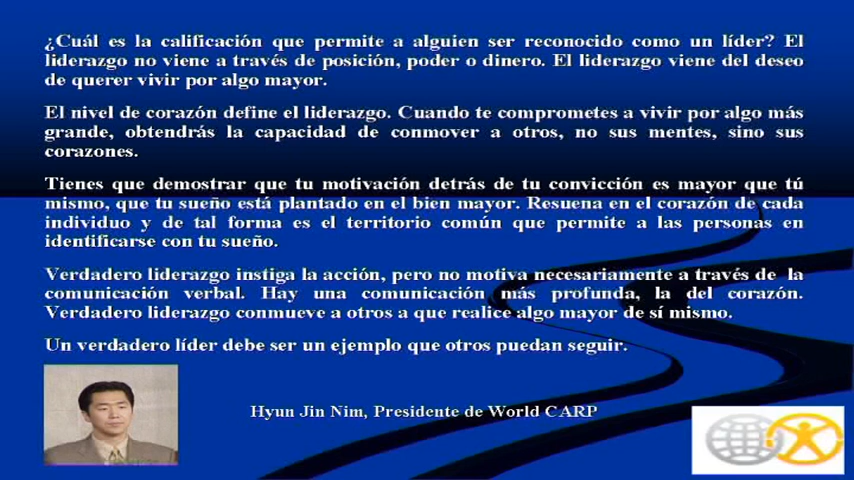 ¿Cuál es la calificación que permite a alguien ser reconocido como un líder? El
liderazgo no viene a través de posición, poder o dinero. El liderazgo viene del deseo
de querer vivir por algo mayor.
El nivel de corazón define el liderazgo. Cuando te comprometes a vivir por algo más
grande, obtendrás la capacidad de conmover a otros, no sus mentes, sino sus
corazones.
Tienes que demostrar que tu motivación detrás de tu convicción es mayor que tú
mismo, que tu sueño está plantado en el bien mayor. Resuena en el corazón de cada
individuo y de tal forma es el territorio común que permite a las personas en
identificarse con tu sueño.
Verdadero liderazgo instiga la acción, pero no motiva necesariamente a través de la
comunicación verbal. Hay una comunicación más profunda, la del corazón.
Verdadero liderazgo conmueve a otros a que realice algo mayor de sí mismo.
Un verdadero líder debe ser un ejemplo que otros puedan seguir.
Hyun Jin Nim, Presidente de World CARP